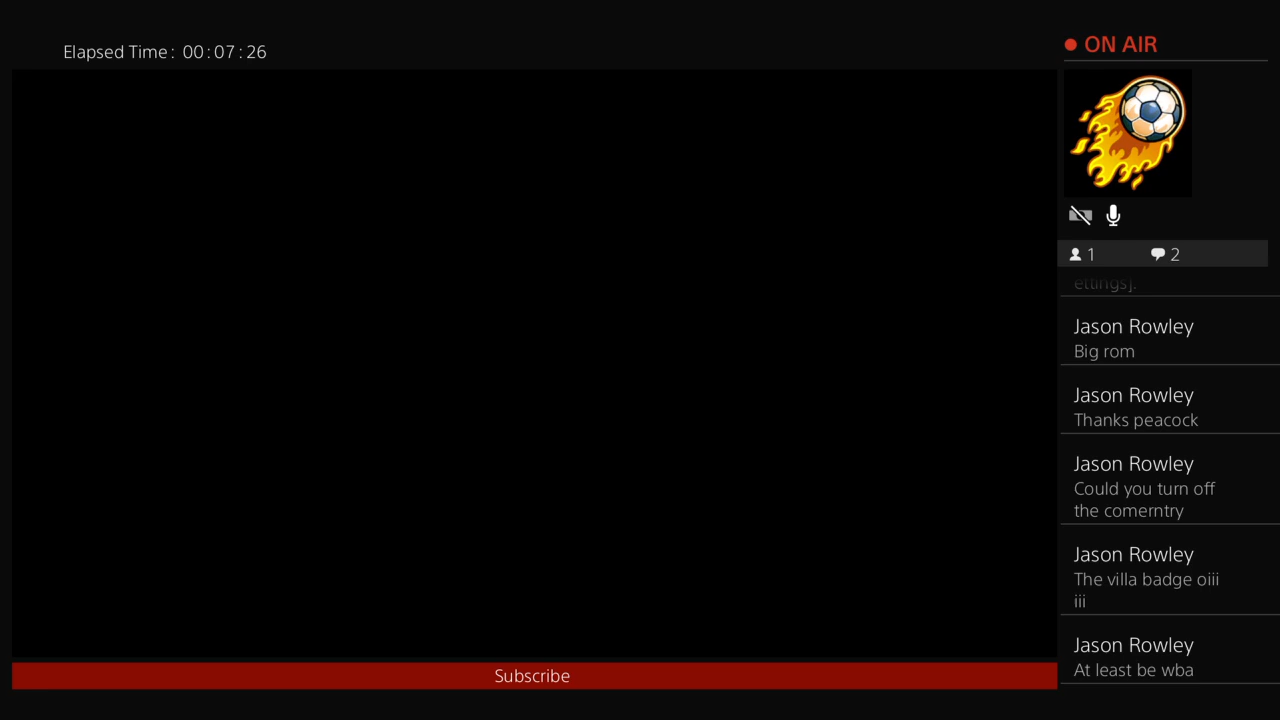 Elapsed Time: 00:07:26
ON AIR
1 2
ettings].
Jason Rowley
Big rom
Jason Rowley
Thanks peacock
Jason Rowley
Could you turn off
the comerntry
Jason Rowley
The villa badge oiii
iii
Jason Rowley
At least be wba
Subscribe